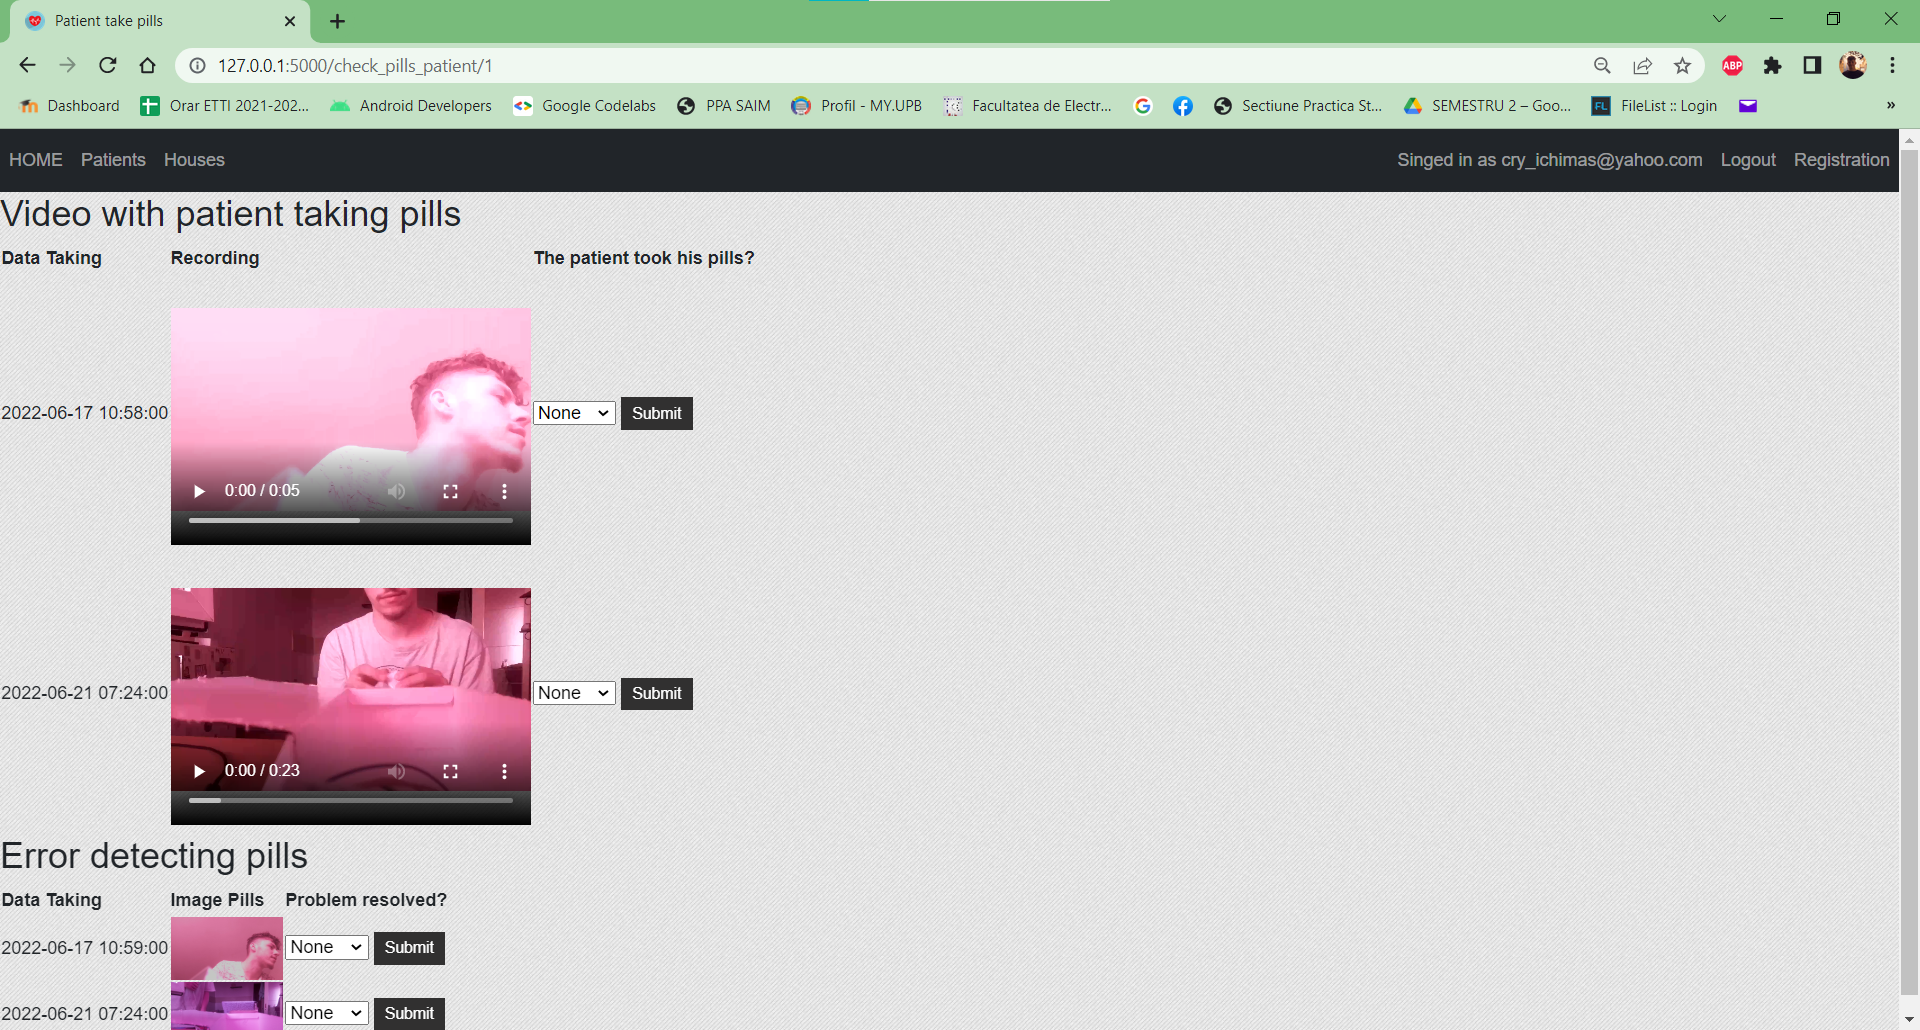 Patient take pills
127.0.0.1:5000/check_pills_patient/1
ABP
Dashboard Orar ETTI 2021-202... Android Developers Google Codelabs PPA SAIM Profil - MY.UPB Facultatea de Electr... Sectiune Practica St... SEMESTRU 2 – Goo... FL FileList :: Login »
HOME Patients Houses Singed in as cry_ichimas@yahoo.com Logout Registration
Video with patient taking pills
Data Taking Recording The patient took his pills?
2022-06-17 10:58:00 None Submit
0:00 / 0:05
2022-06-21 07:24:00 None Submit
0:00 / 0:23
Error detecting pills
Data Taking Image Pills Problem resolved?
2022-06-17 10:59:00 None Submit
2022-06-21 07:24:00 None Submit